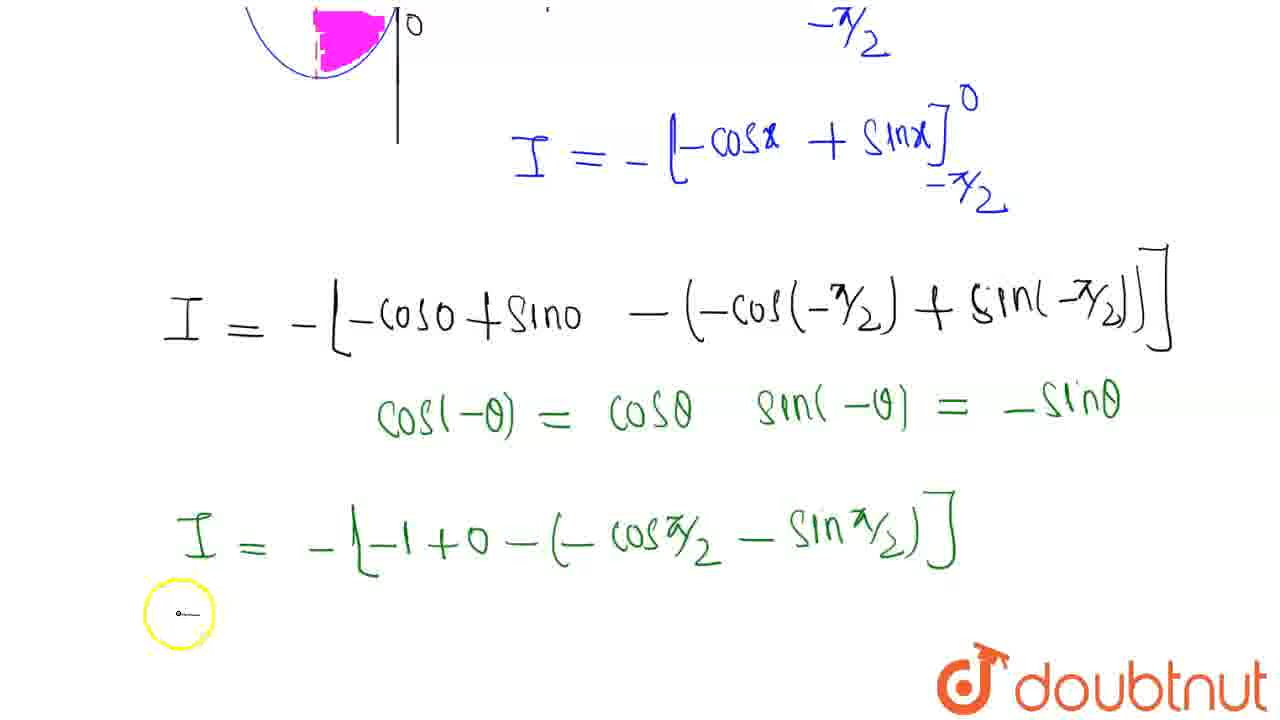 0
-π/2
I = -[-cosx + sinx]^0_{-π/2}
I = -[-cos0 + sin0 - (-cos(-π/2) + sin(-π/2))]
cos(-θ) = cosθ sin(-θ) = -sinθ
I = -[-1+0-(-cosπ/2 - sinπ/2)]
doubtnut